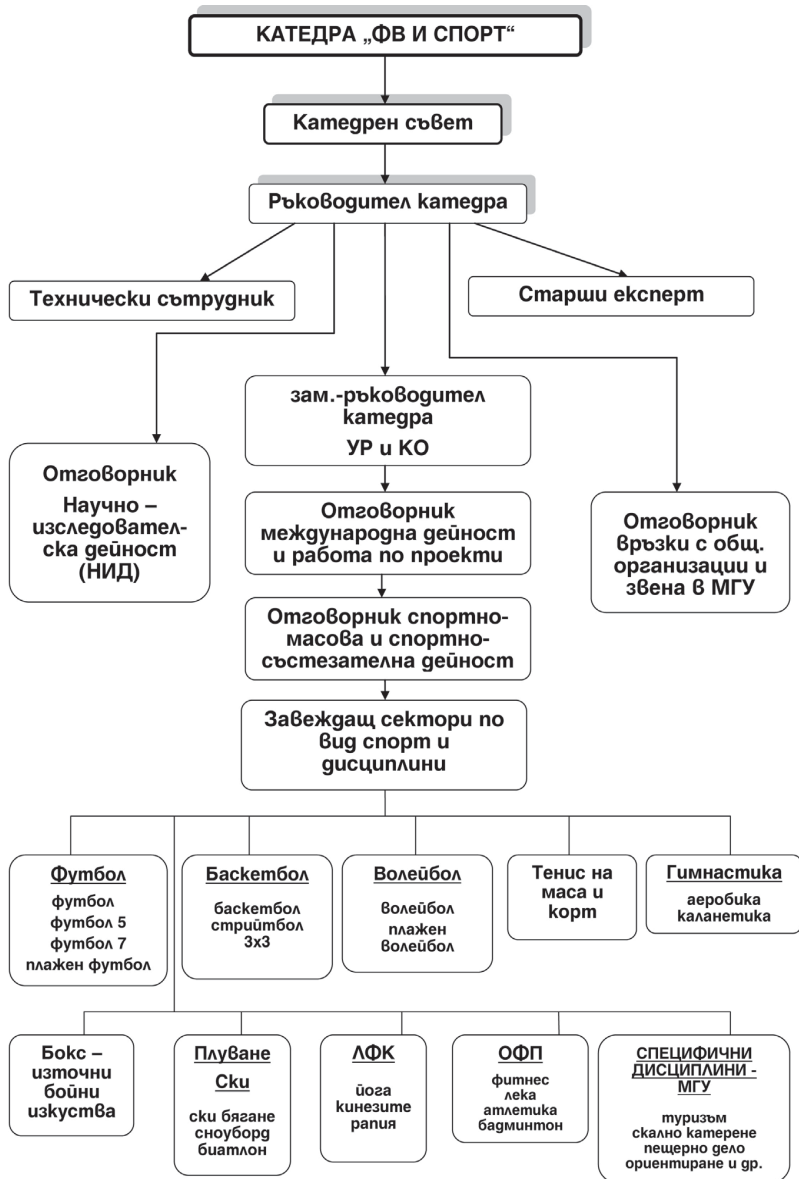 КАТЕДРА „ФВ И СПОРТ“
Катедрен съвет
Ръководител катедра
Технически сътрудник
Старши експерт
зам.-ръководител
катедра
УР и КО
Отговорник
Научно –
изследовател-
ска дейност
(НИД)
Отговорник
международна дейност
и работа по проекти
Отговорник
връзки с общ.
организации и
звена в МГУ
Отговорник спортно-
масова и спортно-
състезателна дейност
Завеждащ сектори по
вид спорт и
дисциплини
Футбол
футбол
футбол 5
футбол 7
плажен футбол
Баскетбол
баскетбол
стрийтбол
3х3
Волейбол
волейбол
плажен
волейбол
Тенис на
маса и
корт
Гимнастика
аеробика
каланетика
Бокс –
източни
бойни
изкуства
Плуване
Ски
ски бягане
сноуборд
биатлон
ЛФК
йога
кинезите
рапия
ОФП
фитнес
лека
атлетика
бадминтон
СПЕЦИФИЧНИ
ДИСЦИПЛИНИ -
МГУ
туризъм
скално катерене
пещерно дело
ориентиране и др.